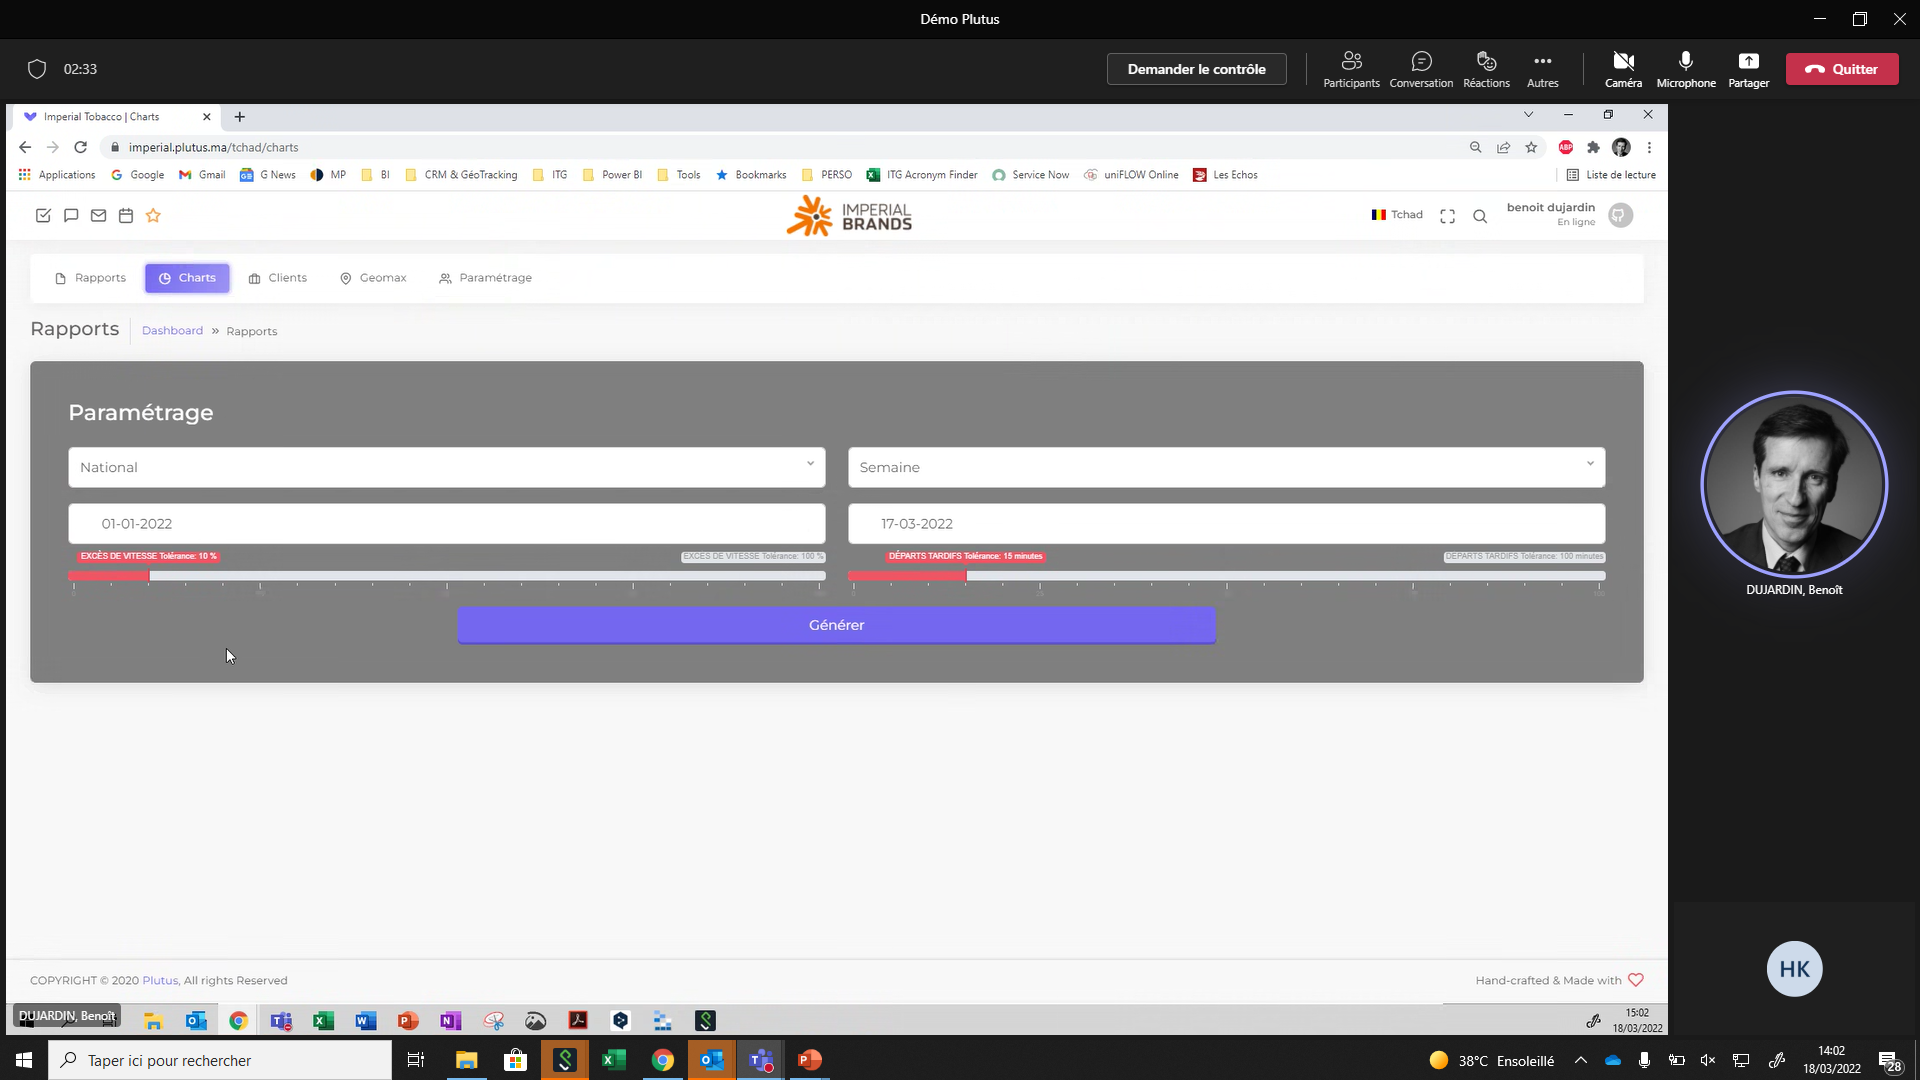 Démo Plutus
02:33
Demander le contrôle
Participants
Conversation
Réactions
Autres
Caméra
Microphone
Partager
Quitter
Imperial Tobacco | Charts
imperial.plutus.ma/tchad/charts
ABP
Applications
Google
Gmail
G News
MP
BI
CRM & GéoTracking
ITG
Power BI
Tools
Bookmarks
PERSO
ITG Acronym Finder
Service Now
uniFLOW Online
Les Echos
Liste de lecture
IMPERIAL
BRANDS
Tchad
benoit dujardin
En ligne
Rapports
Charts
Clients
Geomax
Paramétrage
Rapports
Dashboard » Rapports
Paramétrage
National
Semaine
01-01-2022
17-03-2022
EXCÈS DE VITESSE Tolérance: 10 %
EXCÈS DE VITESSE Tolérance: 100 %
DÉPARTS TARDIFS Tolérance: 15 minutes
DÉPARTS TARDIFS Tolérance: 100 minutes
Générer
DUJARDIN, Benoît
HK
COPYRIGHT © 2020 Plutus, All rights Reserved
Hand-crafted & Made with
DUJARDIN, Benoît
15:02
18/03/2022
Taper ici pour rechercher
38°C Ensoleillé
14:02
18/03/2022
28